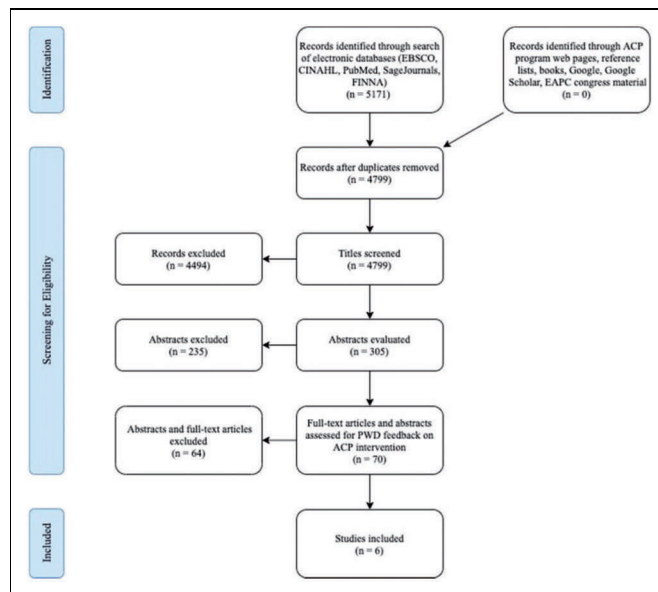 Identification
Records identified through search
of electronic databases (EBSCO,
CINAHL, PubMed, SageJournals,
FINNA)
(n = 5171)
Records identified through ACP
program web pages, reference
lists, books, Google, Google
Scholar, EAPC congress material
(n = 0)
Screening for Eligibility
Records after duplicates removed
(n = 4799)
Records excluded
(n = 4494)
Titles screened
(n = 4799)
Abstracts excluded
(n = 235)
Abstracts evaluated
(n = 305)
Abstracts and full-text articles
excluded
(n = 64)
Full-text articles and abstracts
assessed for PWD feedback on
ACP intervention
(n = 70)
Included
Studies included
(n = 6)